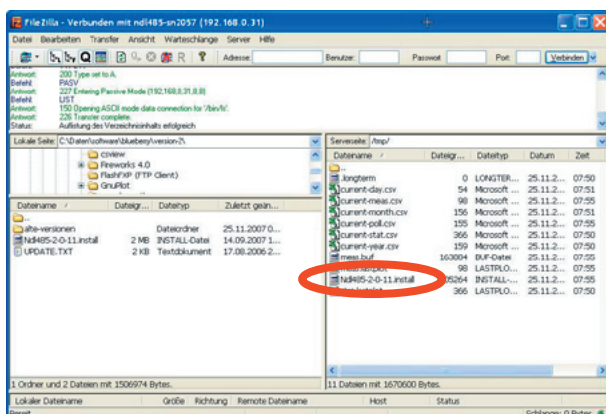 FileZilla - Verbunden mit ndl485-sn2057 (192.168.0.31)
Datei Bearbeiten Transfer Ansicht Warteschlange Server Hilfe
Adresse: Benutzer: Passwort: Port: Verbinden
Antwort: 200 Type set to A.
Befehl: PASV
Antwort: 227 Entering Passive Mode (192,168,0,31,8,8)
Befehl: LIST
Antwort: 150 Opening ASCII mode data connection for '/bin/ls'.
Antwort: 226 Transfer complete.
Status: Auflistung des Verzeichnisinhalts erfolgreich
Lokale Seite: C:\Daten\software\blueberry\version-2\
csview
Fireworks 4.0
FlashFXP (FTP Client)
GnuPlot
Dateiname / Dateigr... Dateityp Zuletzt geän...
..
alte-versionen Dateiordner 25.11.2007 0...
Ndl485-2-0-11.install 2 MB INSTALL-Datei 14.09.2007 1...
UPDATE.TXT 2 KB Textdokument 17.08.2006 2...
1 Ordner und 2 Dateien mit 1506974 Bytes.
Serverseite: /tmp/
Dateiname / Dateigr... Dateityp Datum Zeit
..
.longterm 0 LONGTER... 25.11.2... 07:50
current-day.csv 54 Microsoft ... 25.11.2... 07:51
current-meas.csv 98 Microsoft ... 25.11.2... 07:55
current-month.csv 156 Microsoft ... 25.11.2... 07:51
current-poll.csv 155 Microsoft ... 25.11.2... 07:55
current-stat.csv 366 Microsoft ... 25.11.2... 07:50
current-year.csv 159 Microsoft ... 25.11.2... 07:50
meas.buf 163804 BUF-Datei 25.11.2... 07:55
98 LASTPLO... 25.11.2... 07:55
Ndl485-2-0-11.install 05264 INSTALL-... 25.11.2... 07:55
366 LASTPLO... 25.11.2... 07:50
11 Dateien mit 1670600 Bytes.
Lokaler Dateiname Größe Richtung Remote Dateiname Host Status
Bereit Schlange: 0 Bytes